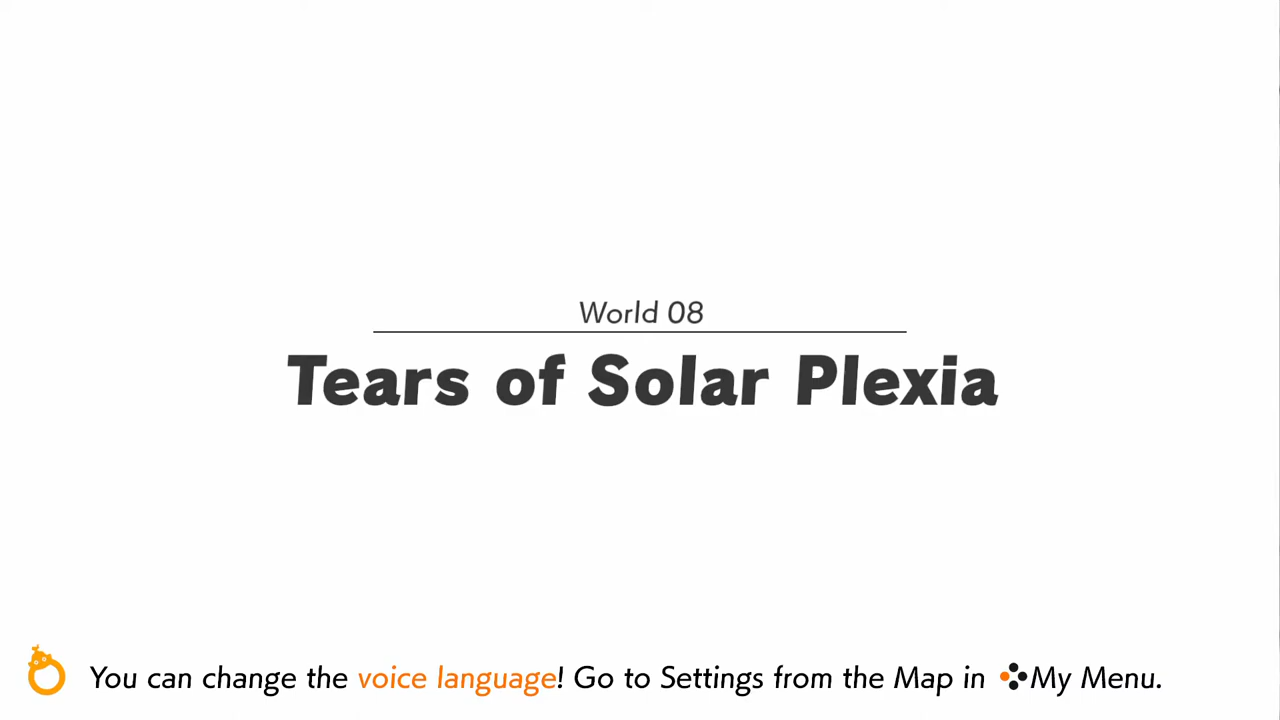 World 08
Tears of Solar Plexia
You can change the voice language! Go to Settings from the Map in My Menu.